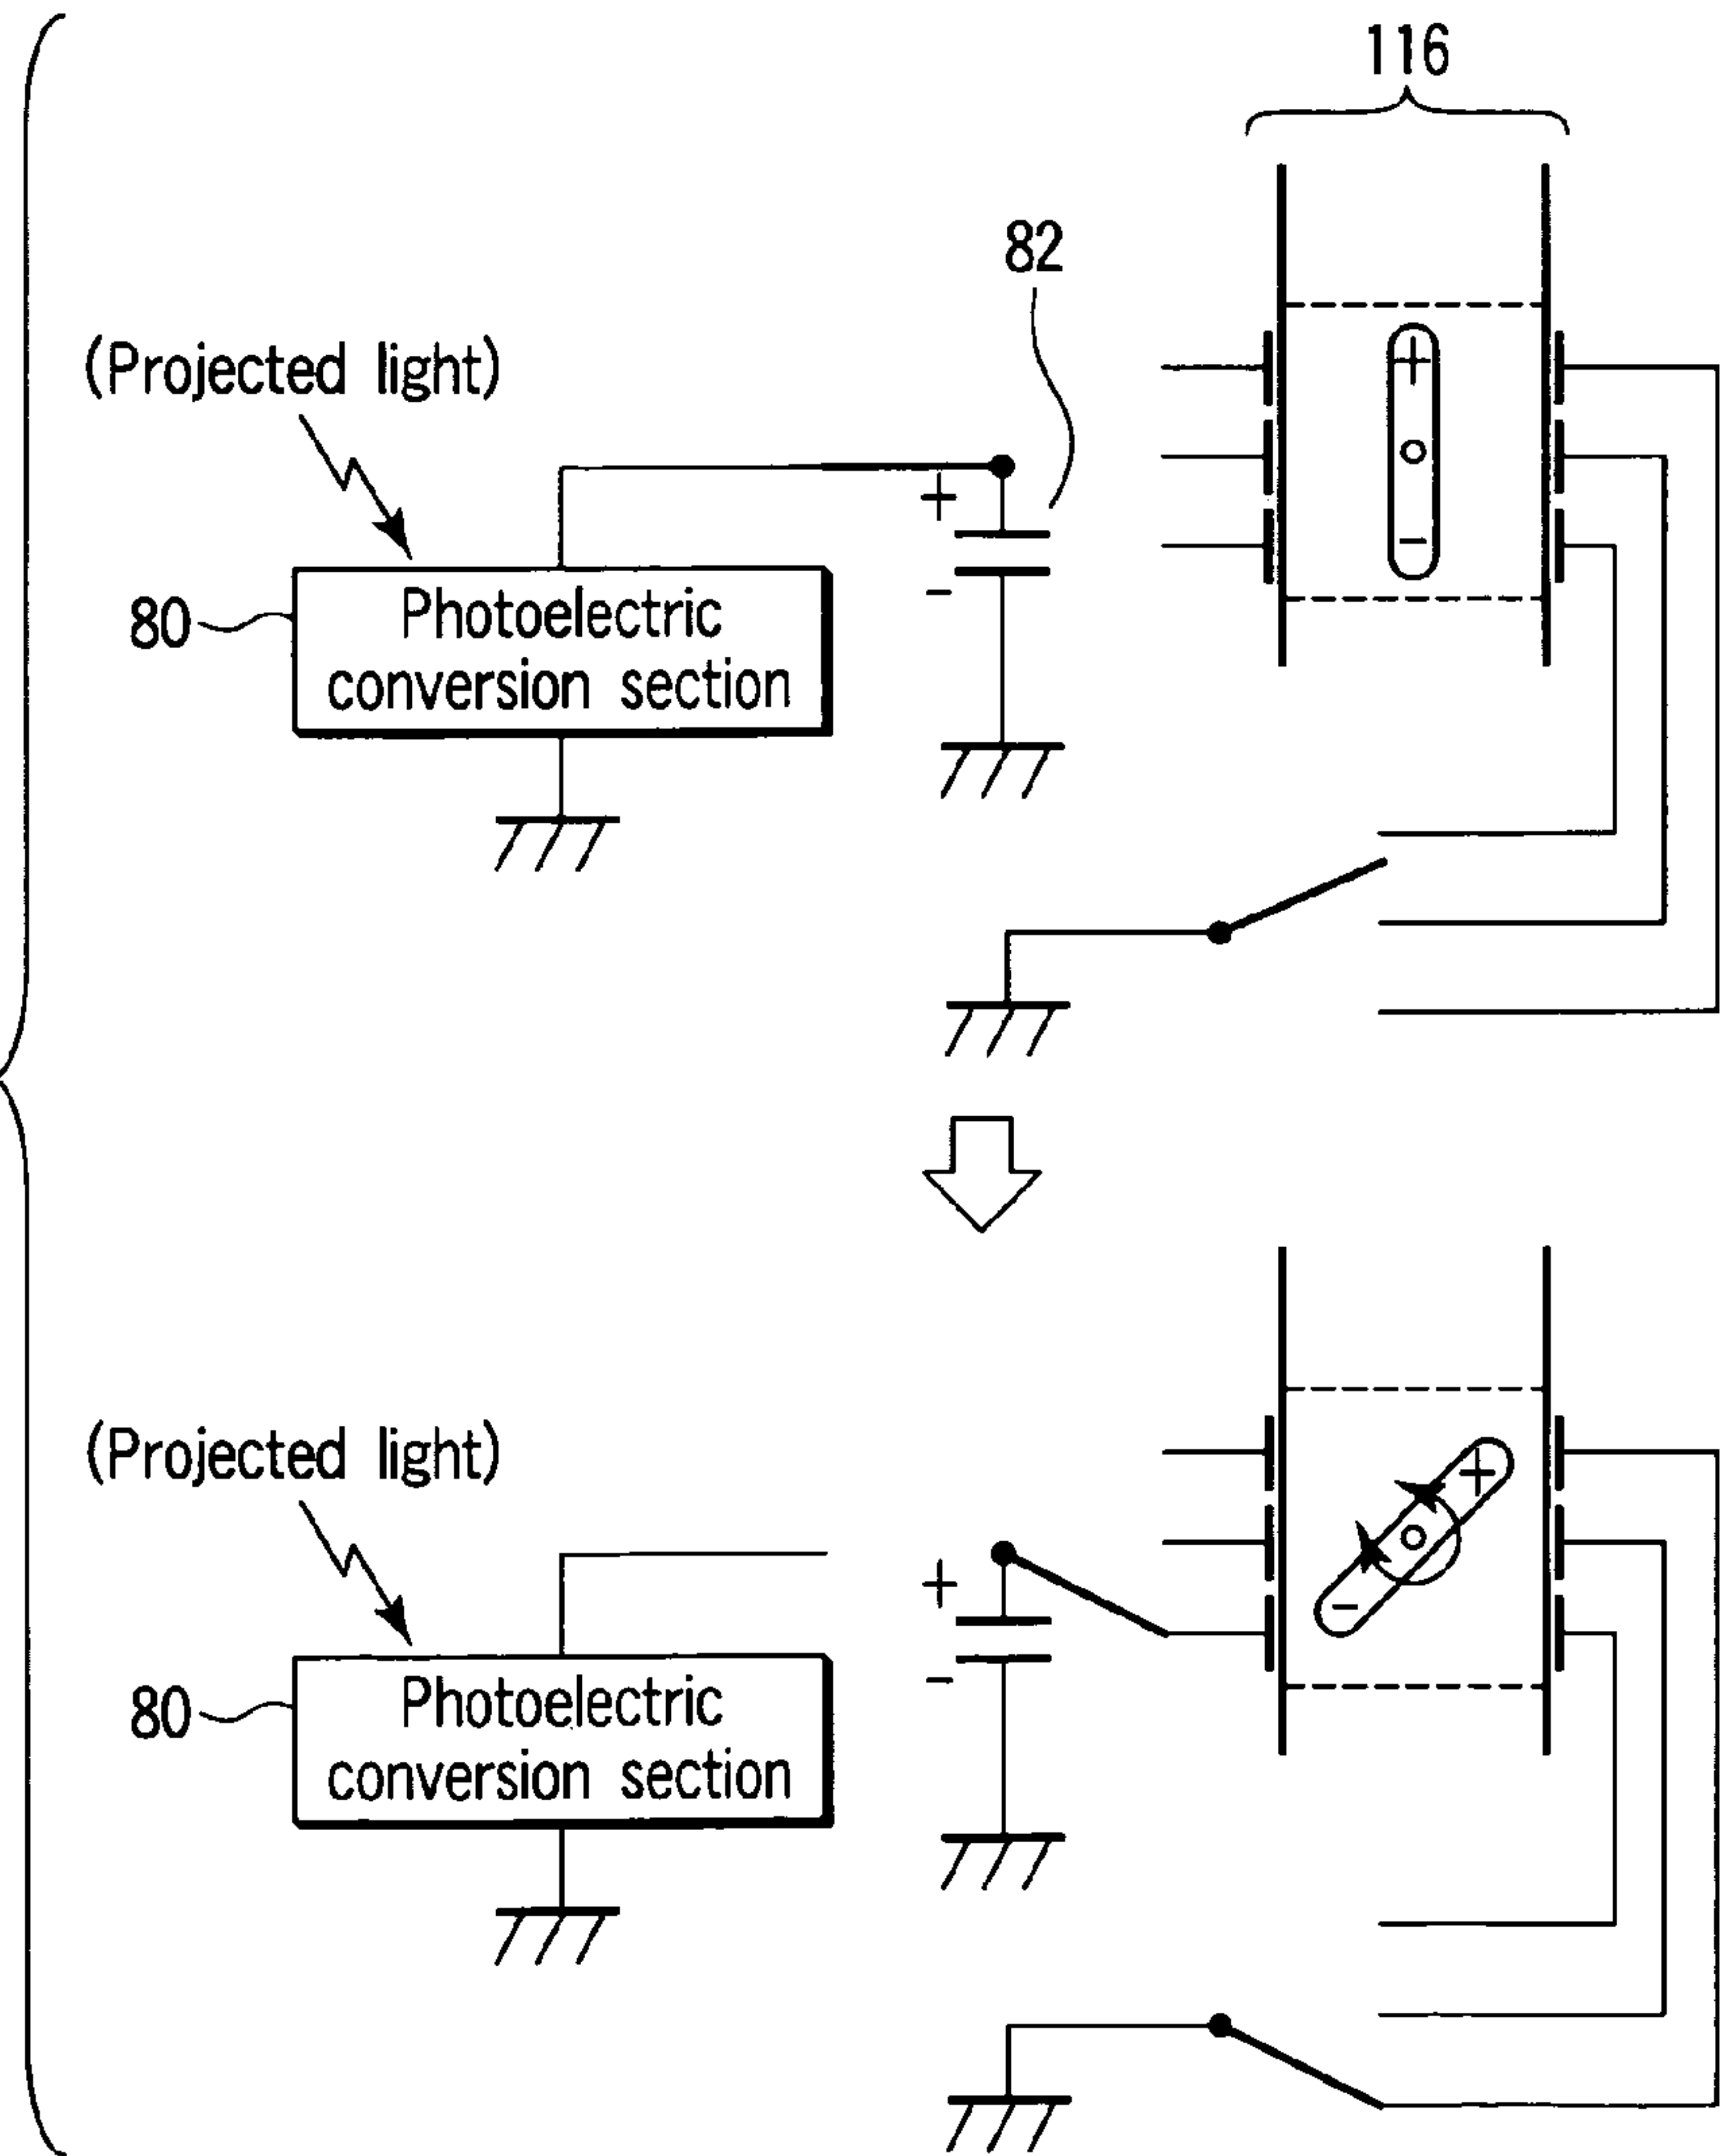 116
82
(Projected light)
+
+
-
-
80
Photoelectric
conversion section
(Projected light)
+
+
-
-
80
Photoelectric
conversion section